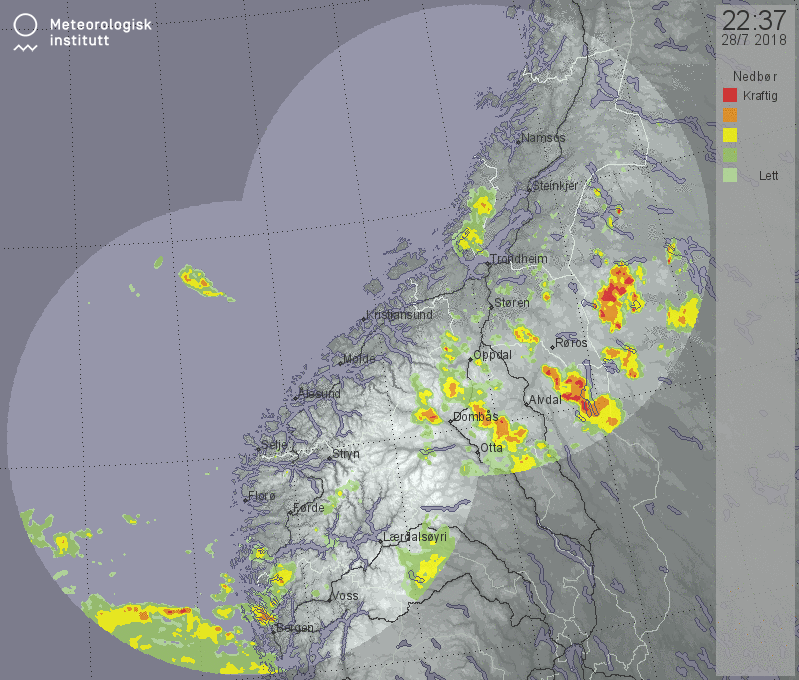 Meteorologisk
institutt
22:37
28/7 2018
Nedbør
Kraftig
Lett
Namsos
Steinkjer
Trondheim
Støren
Kristiansund
Røros
Oppdal
Molde
Ålesund
Alvdal
Dombås
Selje
Otta
Stryn
Florø
Førde
Lærdalsøyri
Voss
Bergen